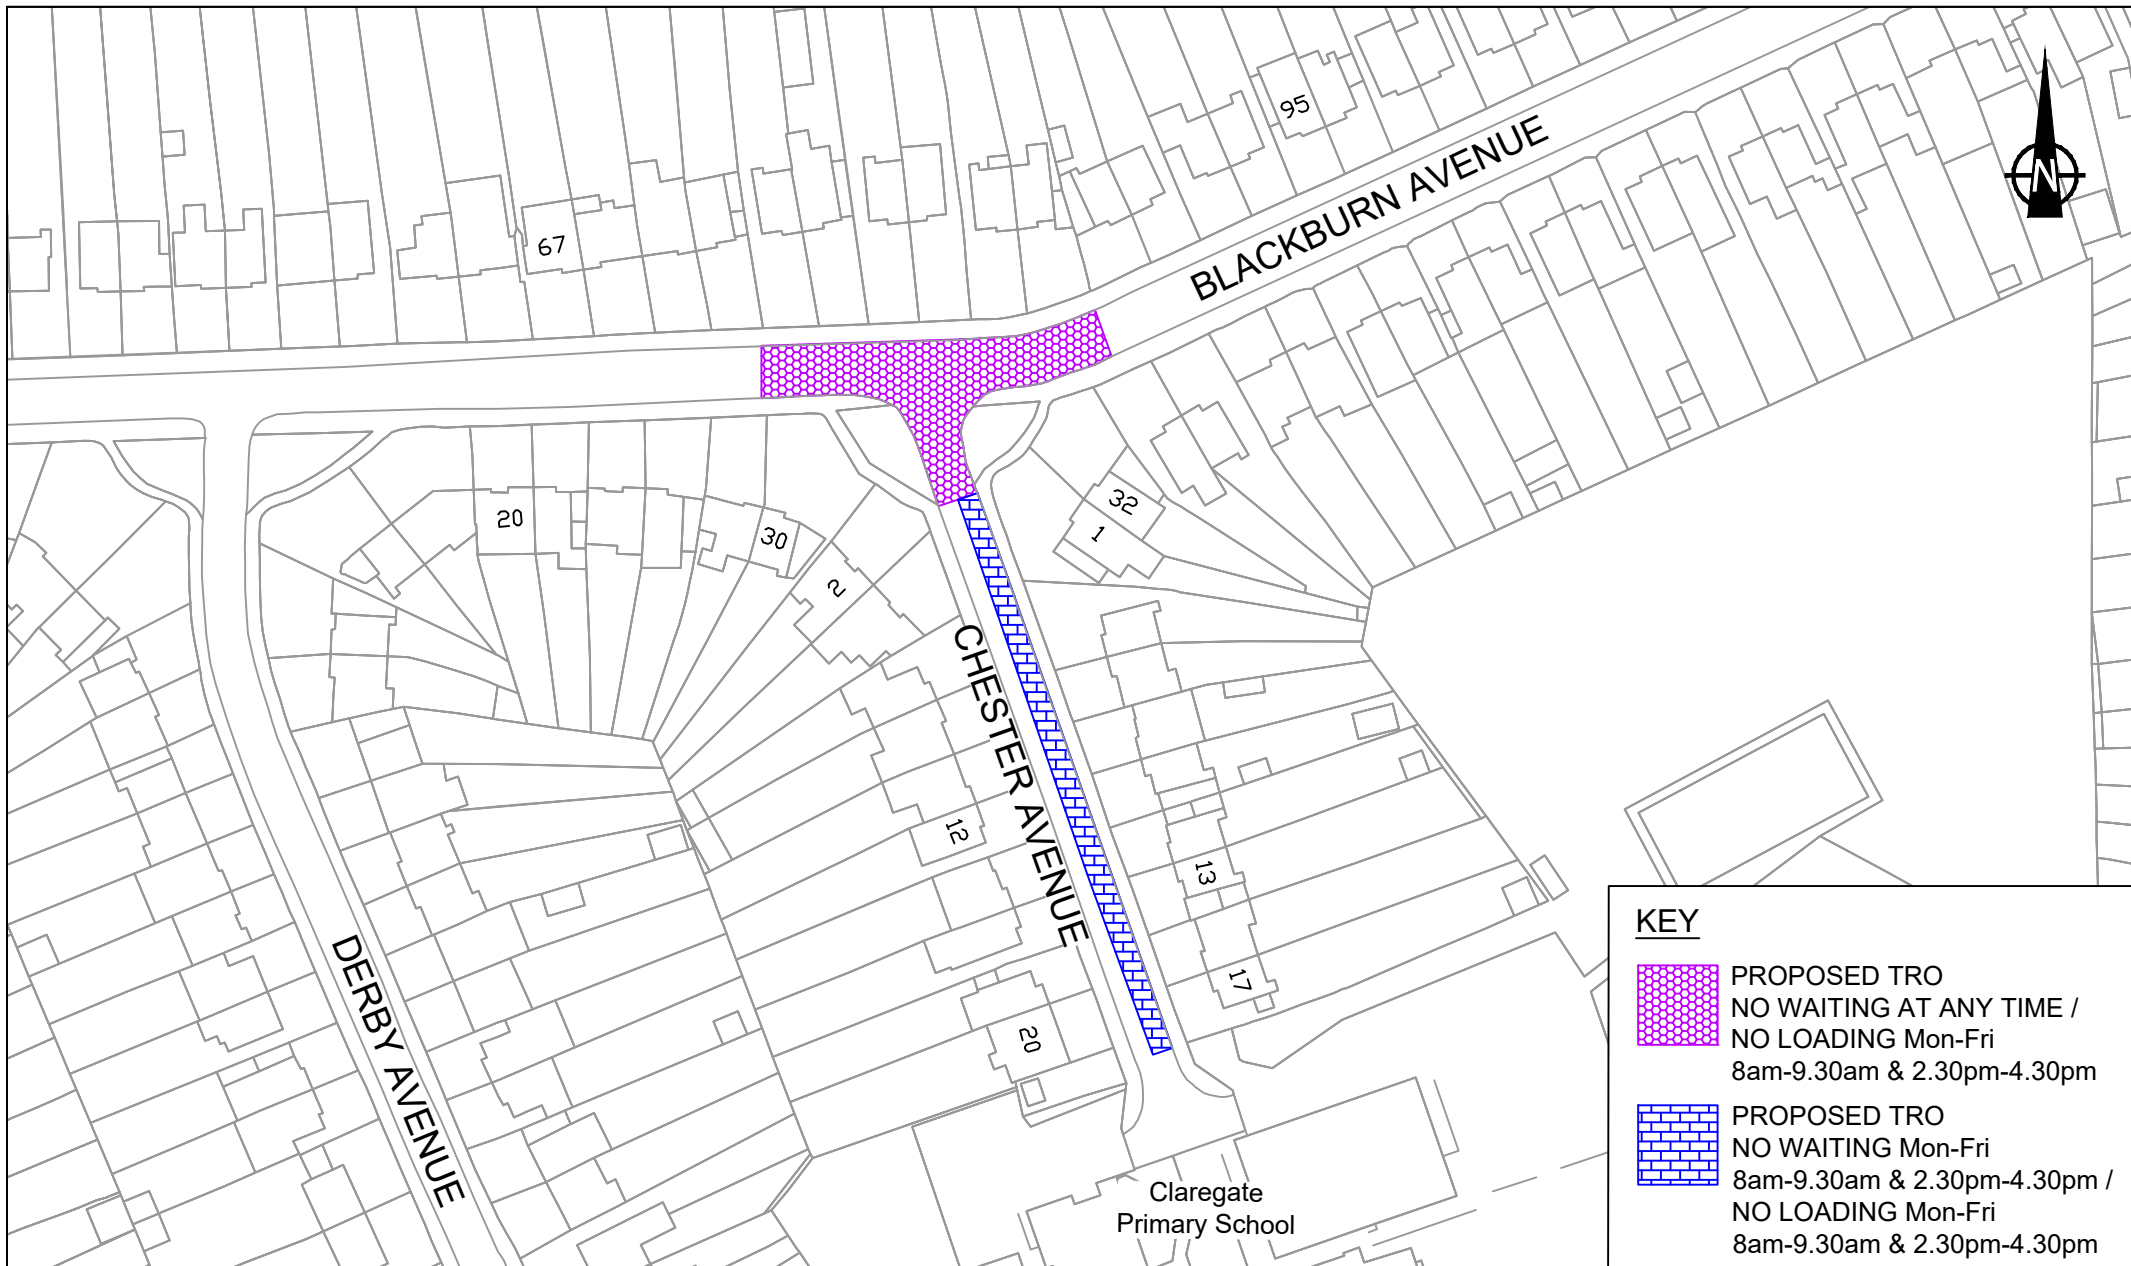 95
N
BLACKBURN AVENUE
67
20
30
2
32
1
CHESTER AVENUE
12
13
17
20
DERBY AVENUE
Claregate
Primary School
KEY
PROPOSED TRO
NO WAITING AT ANY TIME /
NO LOADING Mon-Fri
8am-9.30am & 2.30pm-4.30pm
PROPOSED TRO
NO WAITING Mon-Fri
8am-9.30am & 2.30pm-4.30pm /
NO LOADING Mon-Fri
8am-9.30am & 2.30pm-4.30pm